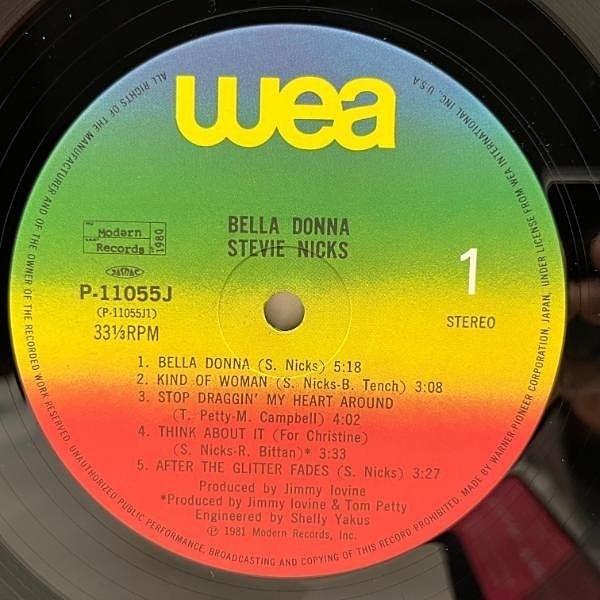 wea
BELLA DONNA
STEVIE NICKS
Modern
Records
1980
P-11055J
(P-11055J1)
33⅓RPM
1
STEREO
1. BELLA DONNA (S. Nicks) 5:18
2. KIND OF WOMAN (S. Nicks-B. Tench) 3:08
3. STOP DRAGGIN' MY HEART AROUND
(T. Petty-M. Campbell) 4:02
4. THINK ABOUT IT (For Christine)
(S. Nicks-R. Bittan)* 3:33
5. AFTER THE GLITTER FADES (S. Nicks) 3:27
Produced by Jimmy Iovine
*Produced by Jimmy Iovine & Tom Petty
Engineered by Shelly Yakus
Ⓟ 1981 Modern Records, Inc.
ALL RIGHTS OF THE MANUFACTURER AND OF THE OWNER OF THE RECORDED WORK RESERVED. UNAUTHORIZED PUBLIC PERFORMANCE, BROADCASTING AND COPYING OF THIS RECORD PROHIBITED. MADE BY WARNER-PIONEER CORPORATION, JAPAN, UNDER LICENSE FROM WEA INTERNATIONAL INC. U.S.A.